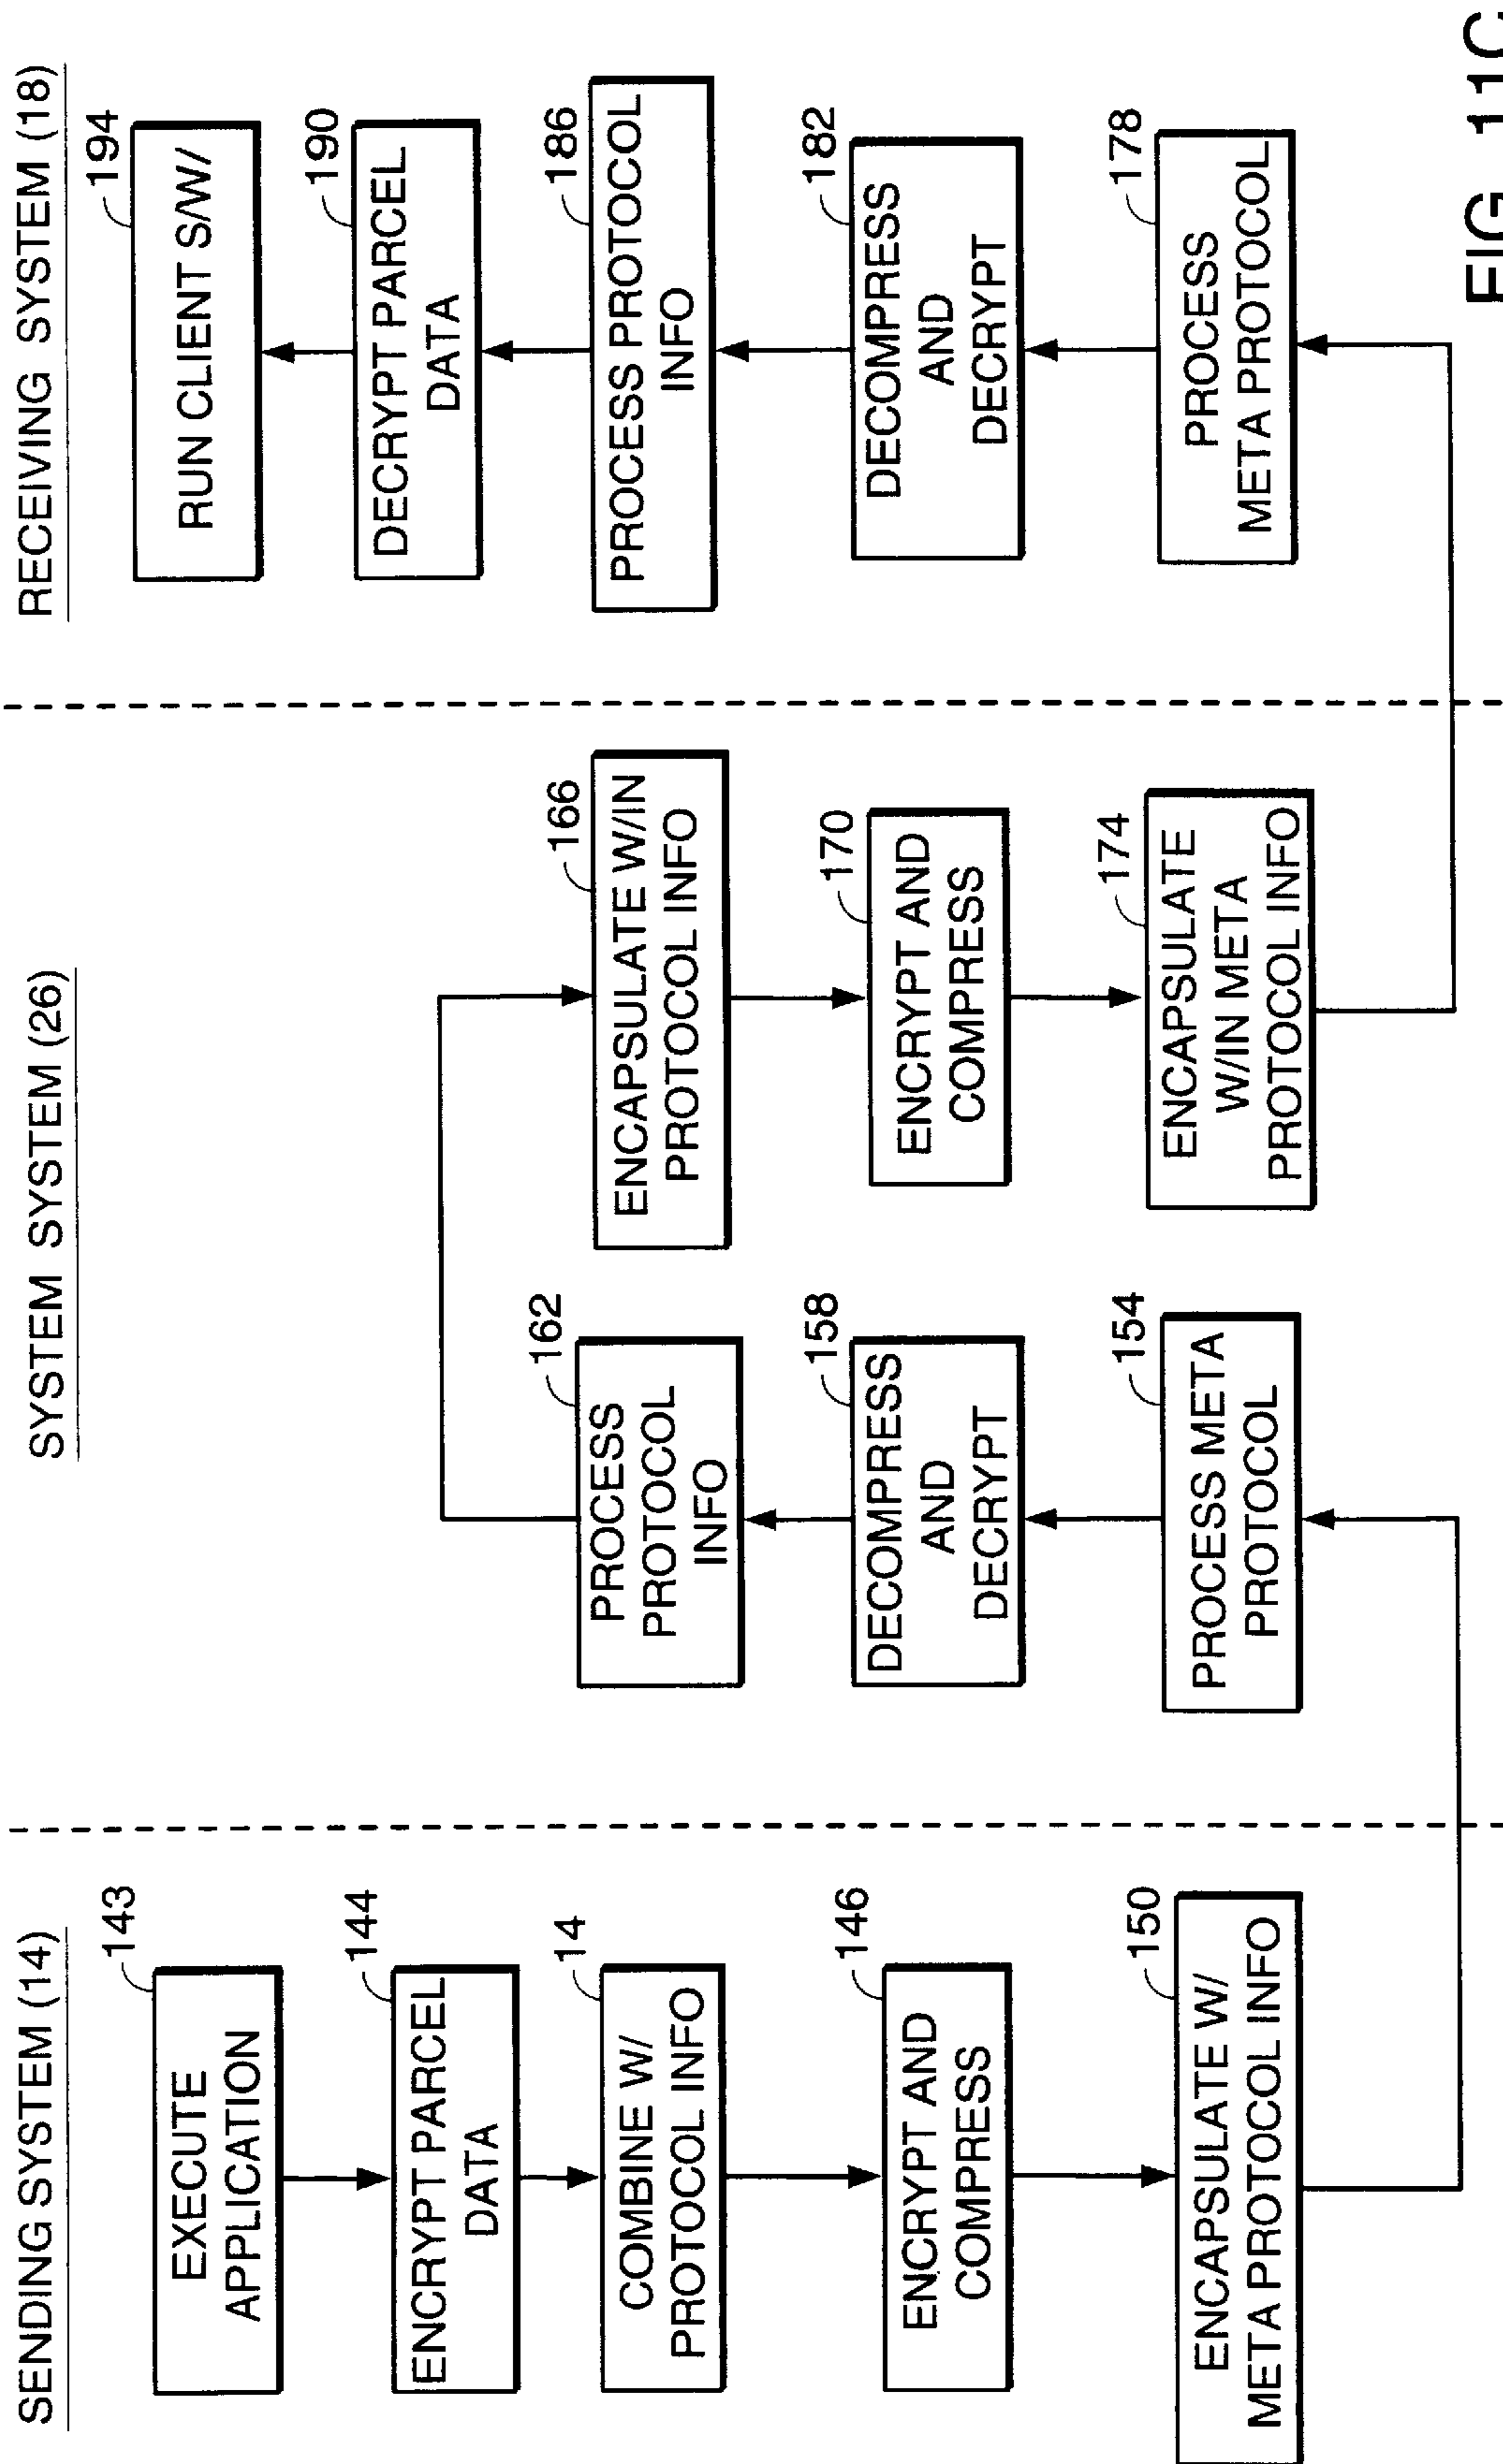 SENDING SYSTEM (14)
143
EXECUTE
APPLICATION
144
ENCRYPT PARCEL
DATA
14
COMBINE W/
PROTOCOL INFO
146
ENCRYPT AND
COMPRESS
150
ENCAPSULATE W/
META PROTOCOL INFO
SYSTEM SYSTEM (26)
162
PROCESS
PROTOCOL
INFO
158
DECOMPRESS
AND
DECRYPT
154
PROCESS META
PROTOCOL
166
ENCAPSULATE W/IN
PROTOCOL INFO
170
ENCRYPT AND
COMPRESS
174
ENCAPSULATE
W/IN META
PROTOCOL INFO
RECEIVING SYSTEM (18)
194
RUN CLIENT S/W/
190
DECRYPT PARCEL
DATA
186
PROCESS PROTOCOL
INFO
182
DECOMPRESS
AND
DECRYPT
178
PROCESS
META PROTOCOL
FIG. 11C